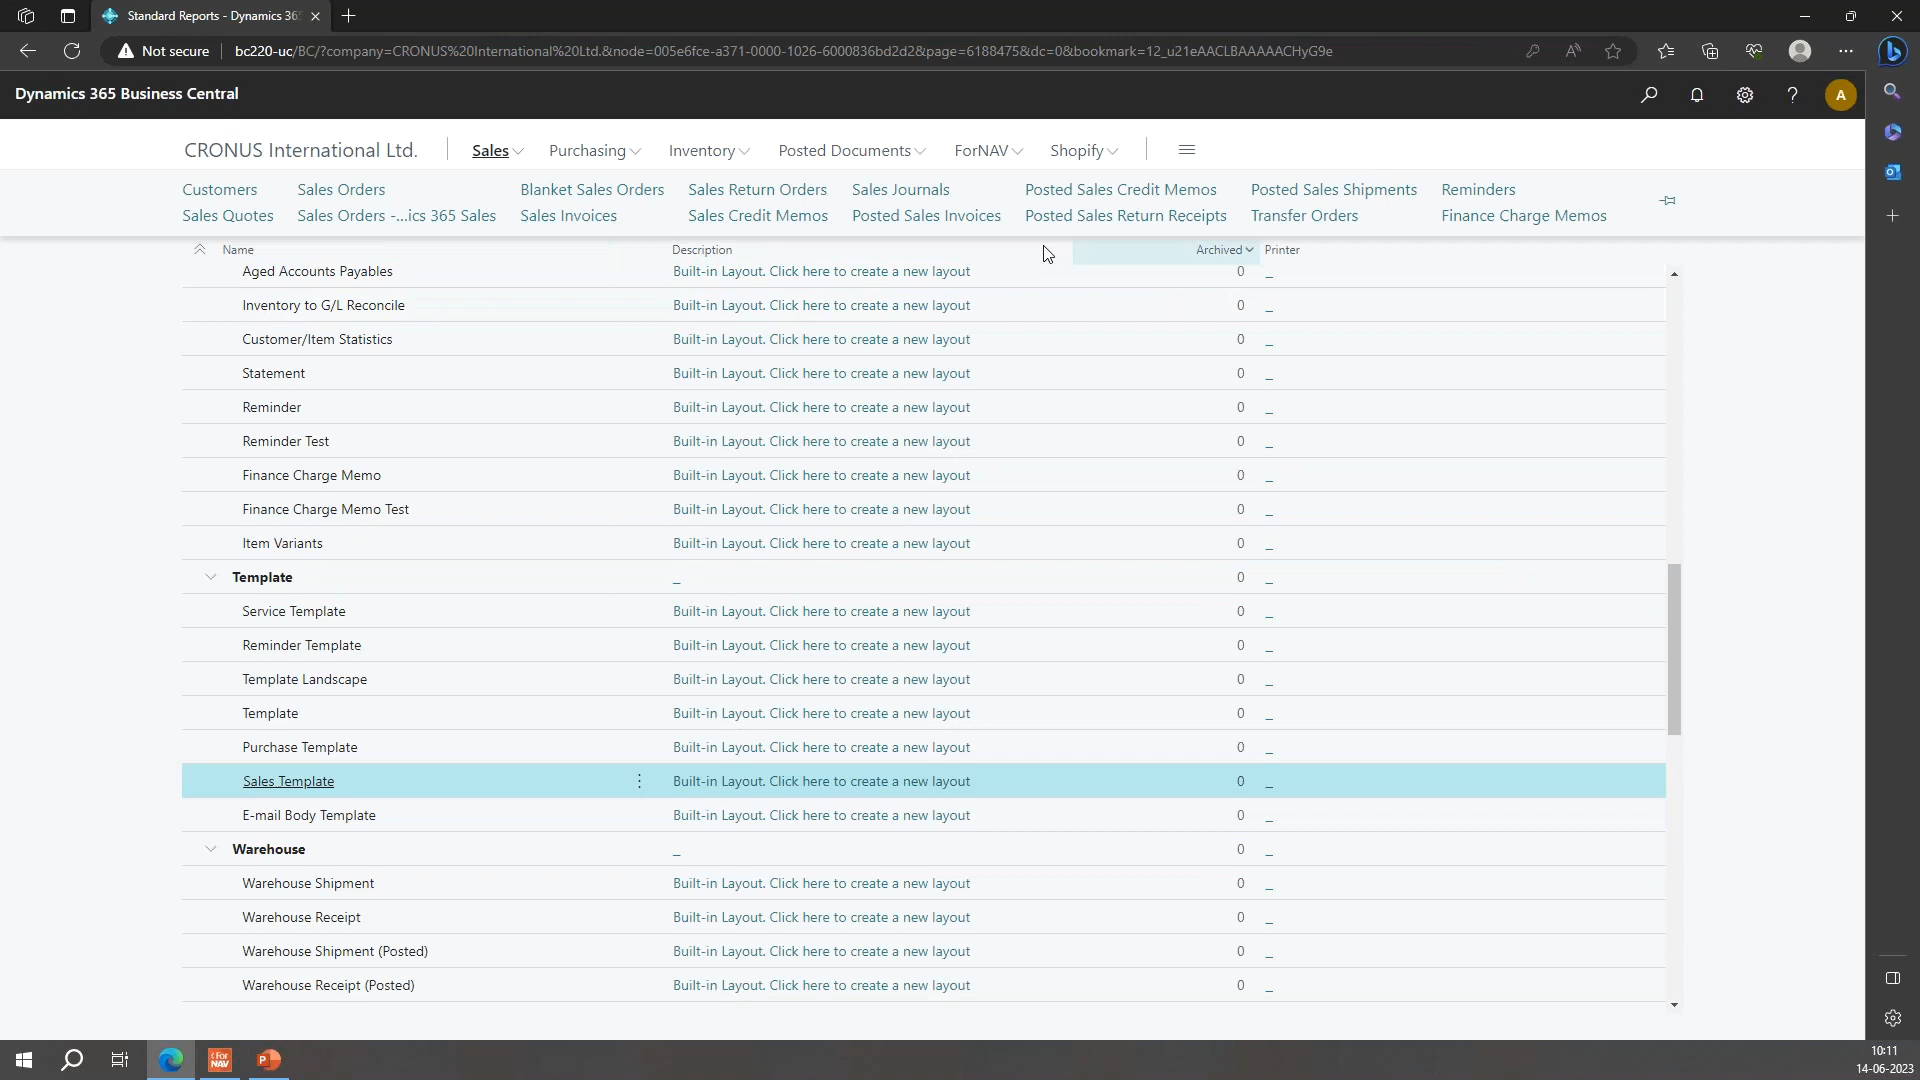 Standard Reports - Dynamics 365
Not secure
bc220-uc/BC/?company=CRONUS%20International%20Ltd.&node=005e6fce-a371-0000-1026-6000836bd2d2&page=6188475&dc=0&bookmark=12_u21eAACLBAAAAACHyG9e
Dynamics 365 Business Central
A
CRONUS International Ltd. Sales Purchasing Inventory Posted Documents ForNAV Shopify
Customers Sales Orders Blanket Sales Orders Sales Return Orders Sales Journals Posted Sales Credit Memos Posted Sales Shipments Reminders
Sales Quotes Sales Orders -...ics 365 Sales Sales Invoices Sales Credit Memos Posted Sales Invoices Posted Sales Return Receipts Transfer Orders Finance Charge Memos
Name Description Archived Printer
Aged Accounts Payables Built-in Layout. Click here to create a new layout 0 _
Inventory to G/L Reconcile Built-in Layout. Click here to create a new layout 0 _
Customer/Item Statistics Built-in Layout. Click here to create a new layout 0 _
Statement Built-in Layout. Click here to create a new layout 0 _
Reminder Built-in Layout. Click here to create a new layout 0 _
Reminder Test Built-in Layout. Click here to create a new layout 0 _
Finance Charge Memo Built-in Layout. Click here to create a new layout 0 _
Finance Charge Memo Test Built-in Layout. Click here to create a new layout 0 _
Item Variants Built-in Layout. Click here to create a new layout 0 _
Template _ 0 _
Service Template Built-in Layout. Click here to create a new layout 0 _
Reminder Template Built-in Layout. Click here to create a new layout 0 _
Template Landscape Built-in Layout. Click here to create a new layout 0 _
Template Built-in Layout. Click here to create a new layout 0 _
Purchase Template Built-in Layout. Click here to create a new layout 0 _
Sales Template Built-in Layout. Click here to create a new layout 0 _
E-mail Body Template Built-in Layout. Click here to create a new layout 0 _
Warehouse _ 0 _
Warehouse Shipment Built-in Layout. Click here to create a new layout 0 _
Warehouse Receipt Built-in Layout. Click here to create a new layout 0 _
Warehouse Shipment (Posted) Built-in Layout. Click here to create a new layout 0 _
Warehouse Receipt (Posted) Built-in Layout. Click here to create a new layout 0 _
for NAV
10:11
14-06-2023